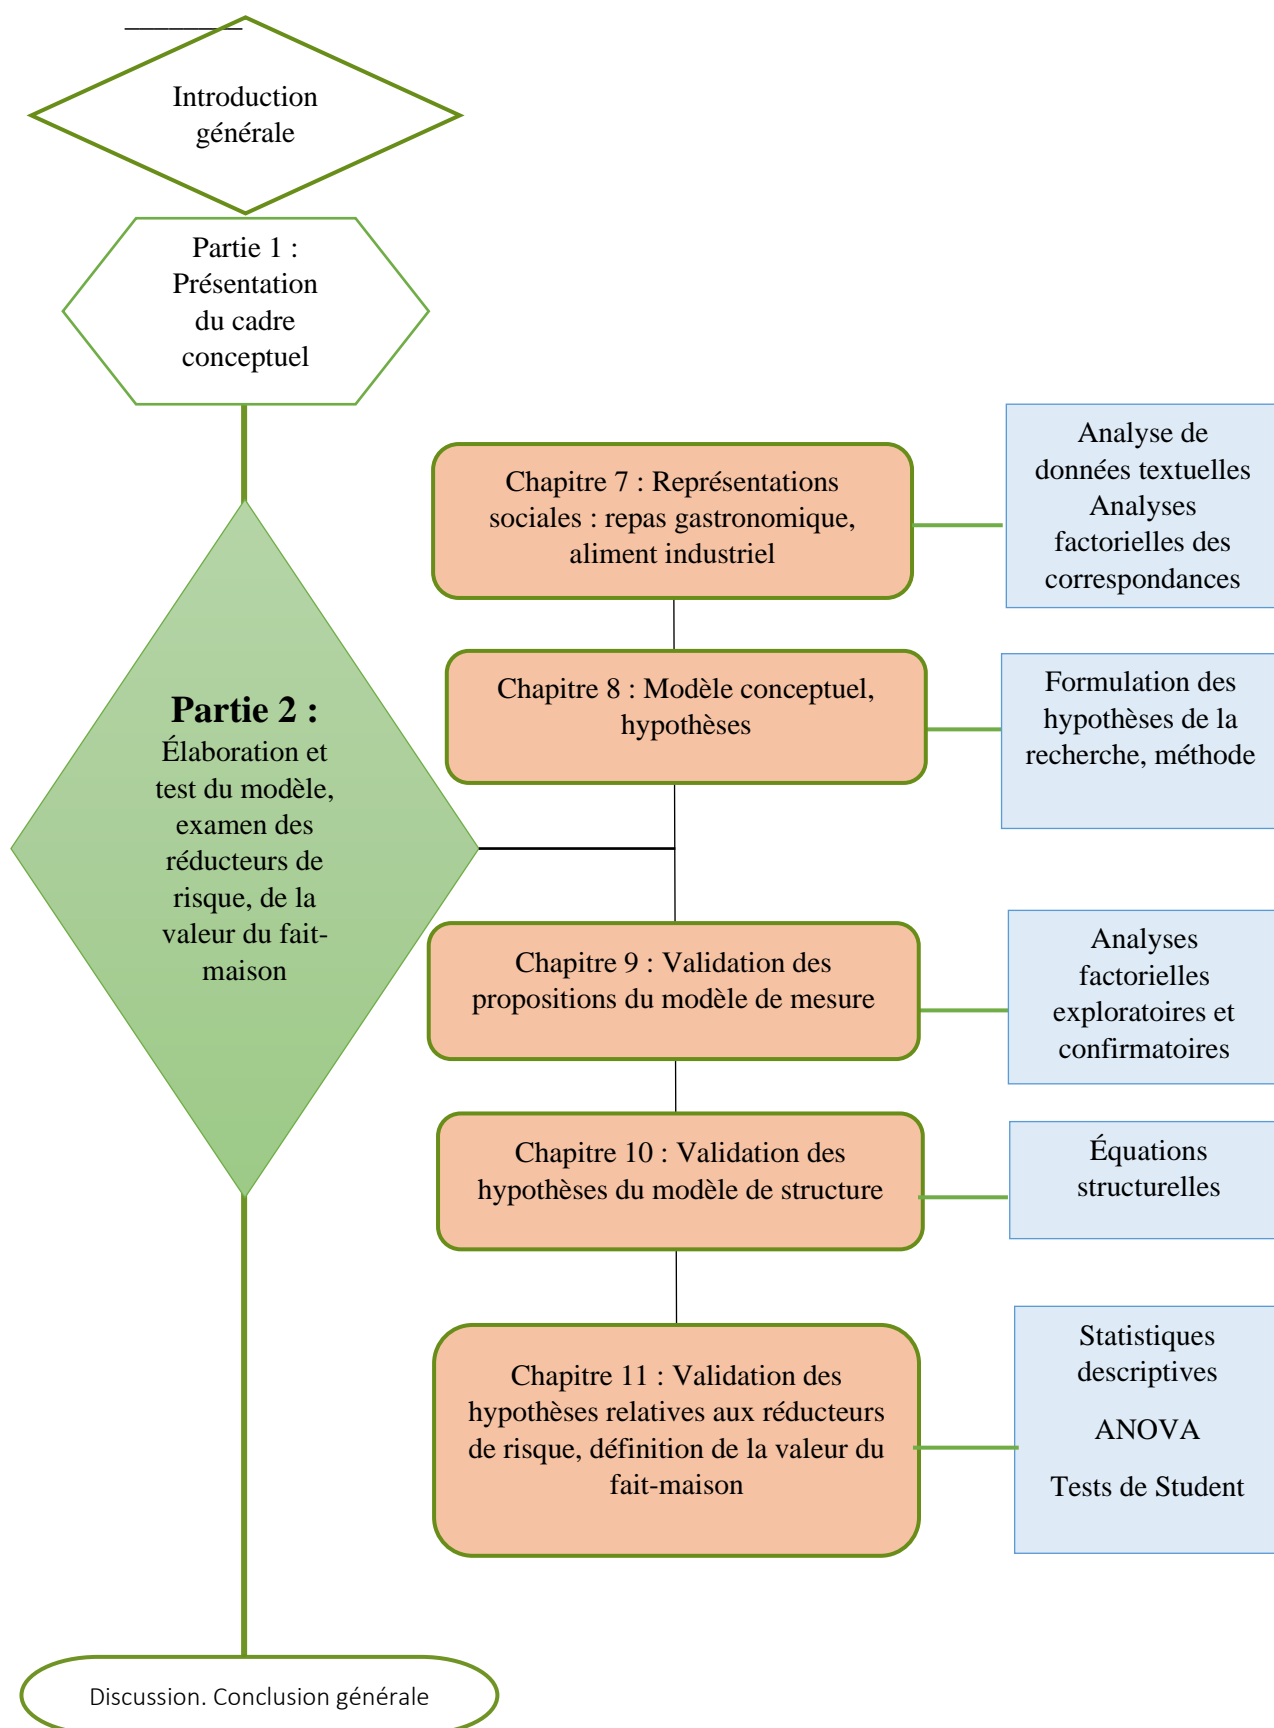 Introduction
générale
Partie 1 :
Présentation
du cadre
conceptuel
Partie 2 :
Élaboration et
test du modèle,
examen des
réducteurs de
risque, de la
valeur du fait-
maison
Chapitre 7 : Représentations
sociales : repas gastronomique,
aliment industriel
Analyse de
données textuelles
Analyses
factorielles des
correspondances
Chapitre 8 : Modèle conceptuel,
hypothèses
Formulation des
hypothèses de la
recherche, méthode
Chapitre 9 : Validation des
propositions du modèle de mesure
Analyses
factorielles
exploratoires et
confirmatoires
Chapitre 10 : Validation des
hypothèses du modèle de structure
Équations
structurelles
Chapitre 11 : Validation des
hypothèses relatives aux réducteurs
de risque, définition de la valeur du
fait-maison
Statistiques
descriptives
ANOVA
Tests de Student
Discussion. Conclusion générale